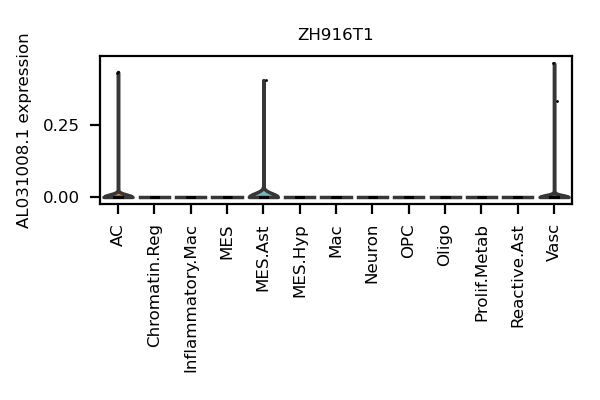 ZH916T1
AL031008.1 expression
0.25
0.00
AC
Chromatin.Reg
Inflammatory.Mac
MES
MES.Ast
MES.Hyp
Mac
Neuron
OPC
Oligo
Prolif.Metab
Reactive.Ast
Vasc